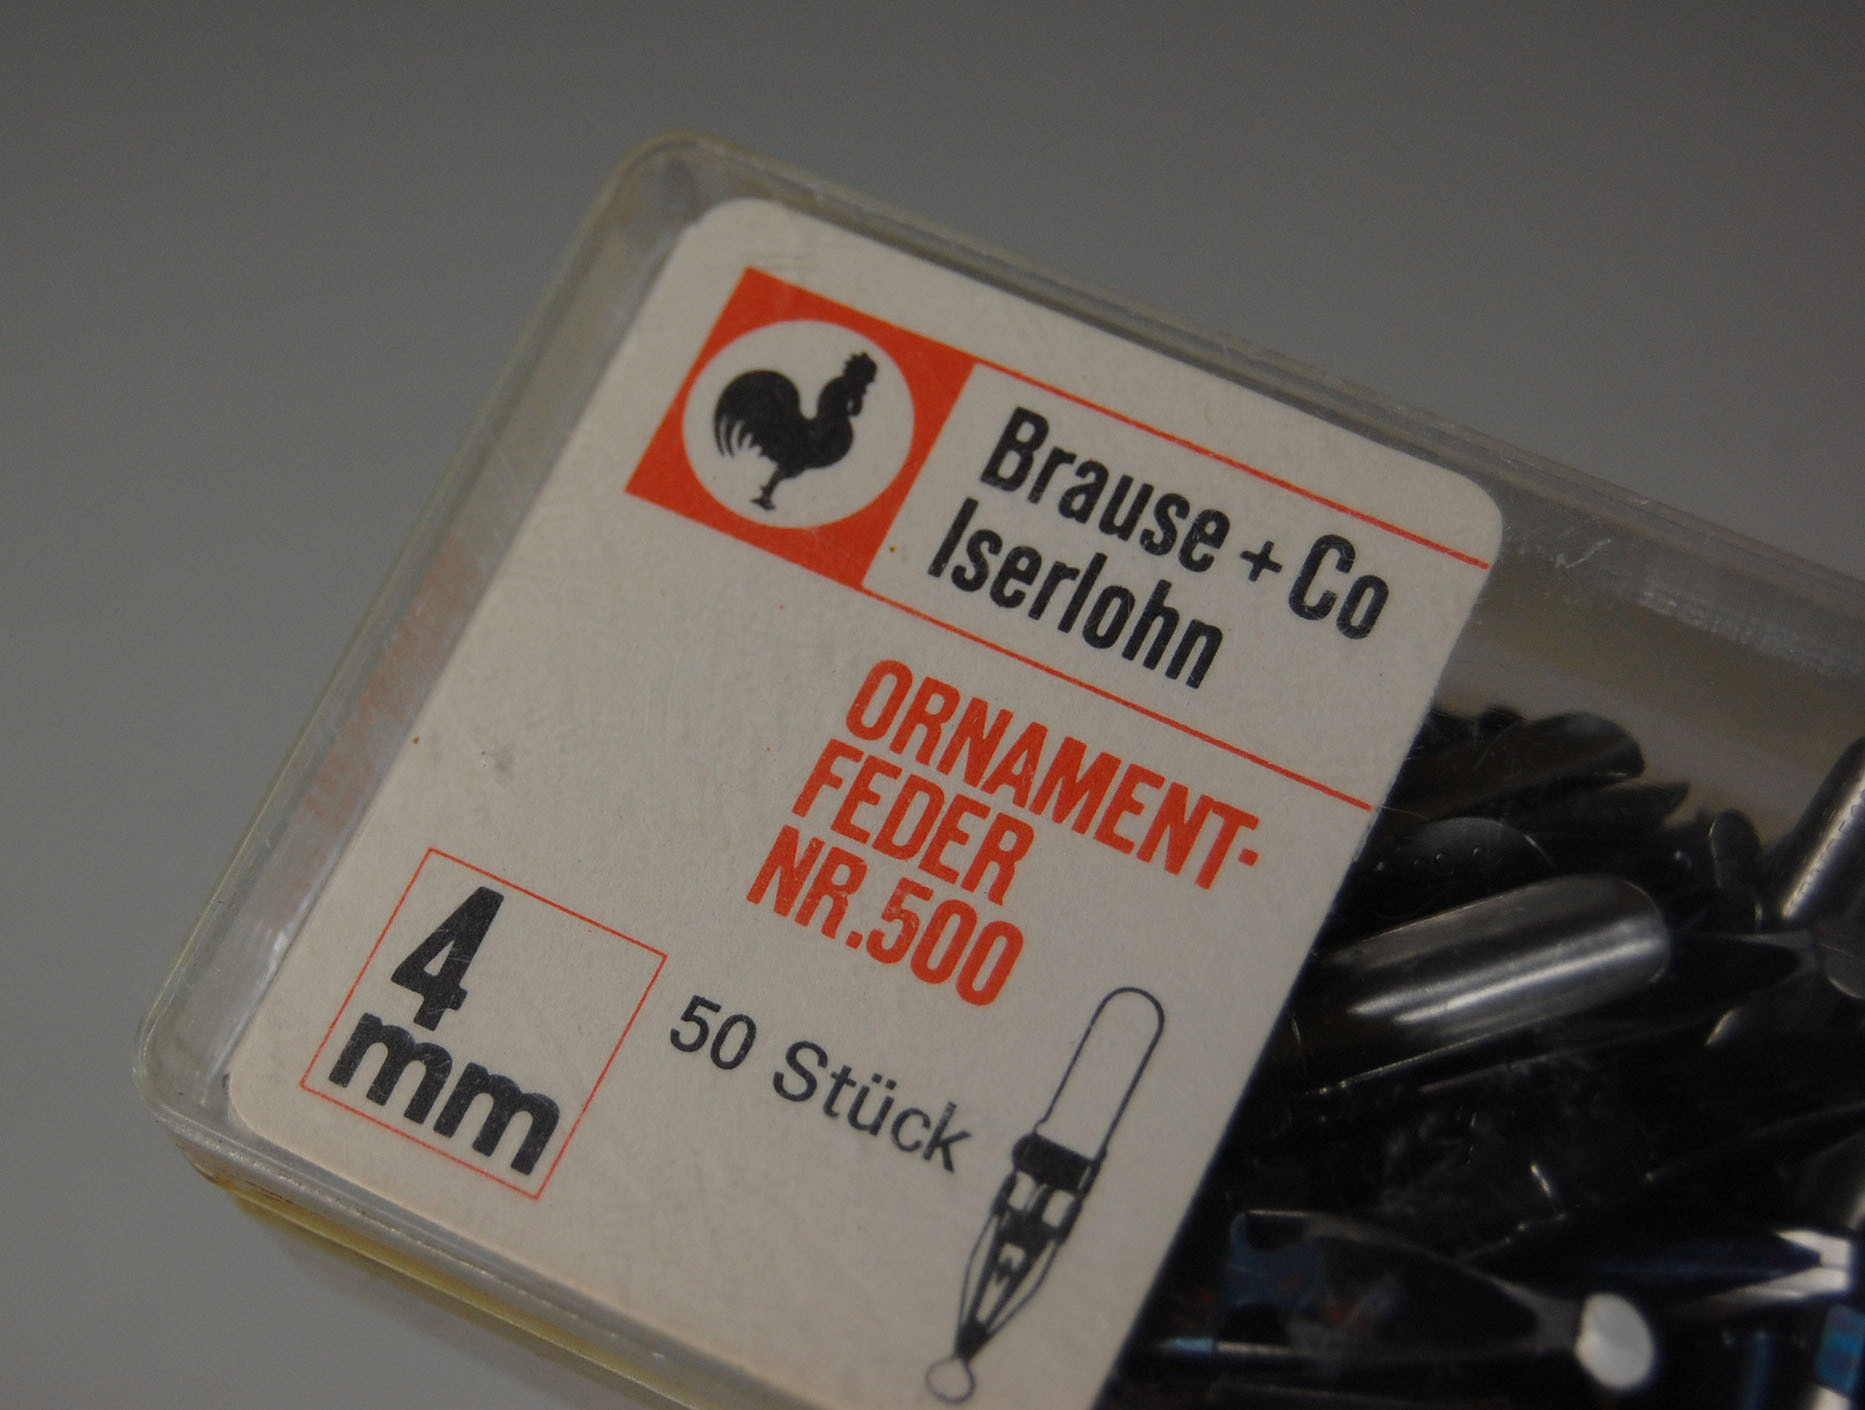 Brause + Co
Iserlohn
ORNAMENT-
FEDER
NR.500
4
mm
50 Stück